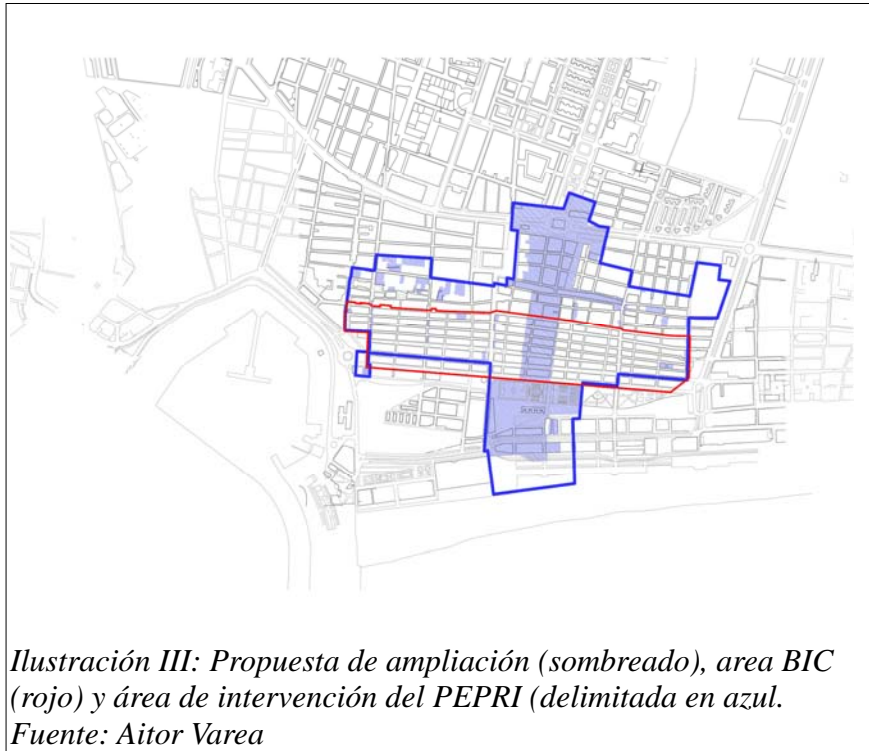 Ilustración III: Propuesta de ampliación (sombreado), area BIC
(rojo) y área de intervención del PEPRI (delimitada en azul.
Fuente: Aitor Varea